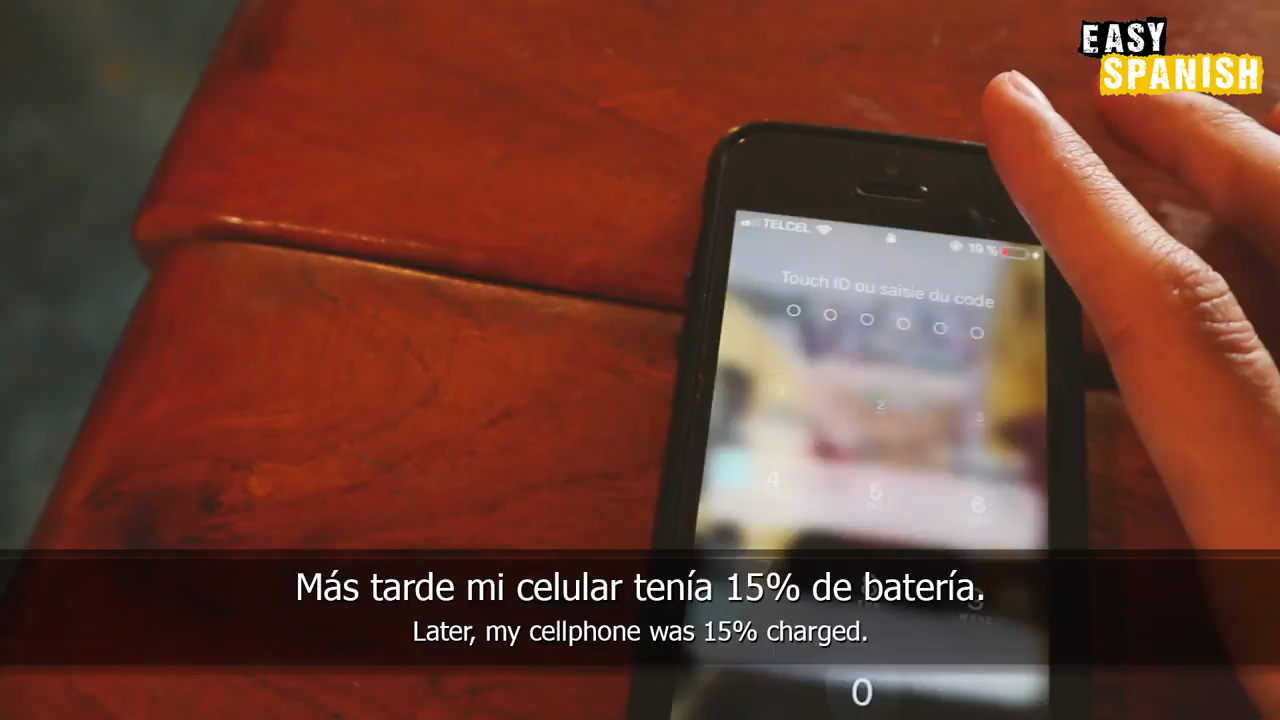 EASY
SPANISH
TELCEL
19 %
Touch ID ou saisie du code
2
3
4
5
6
0
Más tarde mi celular tenía 15% de batería.
Later, my cellphone was 15% charged.